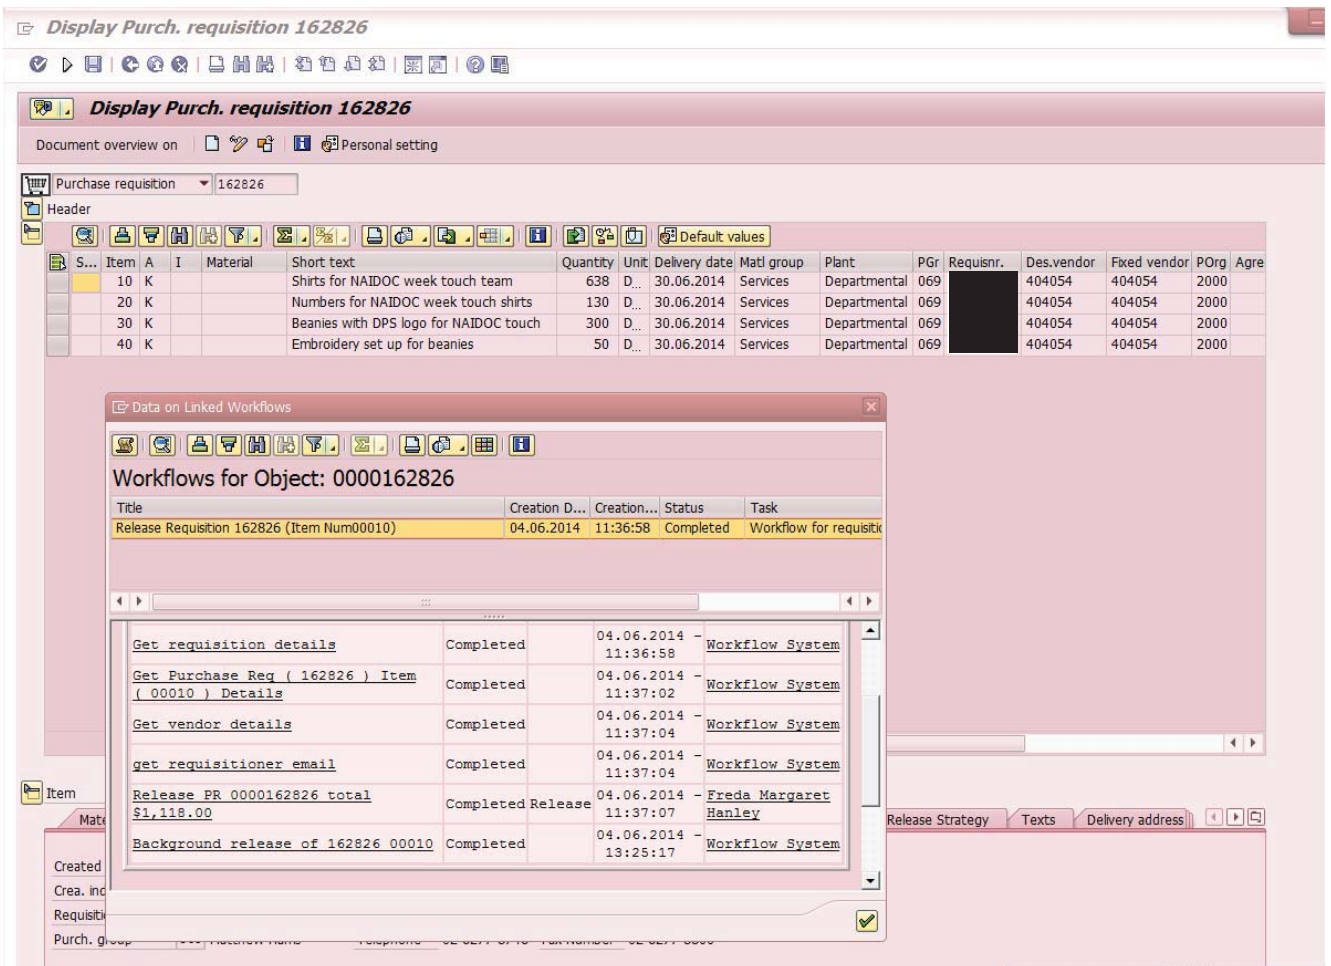 Display Purch. requisition 162826
Display Purch. requisition 162826
Document overview on Personal setting
Purchase requisition 162826
Header
Default values
S... Item A I Material Short text Quantity Unit Delivery date Matl group Plant PGr Requisnr. Des.vendor Fixed vendor POrg Agre
10 K Shirts for NAIDOC week touch team 638 D... 30.06.2014 Services Departmental 069 404054 404054 2000
20 K Numbers for NAIDOC week touch shirts 130 D... 30.06.2014 Services Departmental 069 404054 404054 2000
30 K Beanies with DPS logo for NAIDOC touch 300 D... 30.06.2014 Services Departmental 069 404054 404054 2000
40 K Embroidery set up for beanies 50 D... 30.06.2014 Services Departmental 069 404054 404054 2000
Data on Linked Workflows
Workflows for Object: 0000162826
Title Creation D... Creation... Status Task
Release Requisition 162826 (Item Num00010) 04.06.2014 11:36:58 Completed Workflow for requisitio
Get requisition details Completed 04.06.2014 - 11:36:58 Workflow System
Get Purchase Req ( 162826 ) Item ( 00010 ) Details Completed 04.06.2014 - 11:37:02 Workflow System
Get vendor details Completed 04.06.2014 - 11:37:04 Workflow System
get requisitioner email Completed 04.06.2014 - 11:37:04 Workflow System
Release PR 0000162826 total $1,118.00 Completed Release 04.06.2014 - 11:37:07 Freda Margaret Hanley
Background release of 162826 00010 Completed 04.06.2014 - 13:25:17 Workflow System
Item
Mate Release Strategy Texts Delivery address
Created
Crea. ind
Requisiti
Purch.